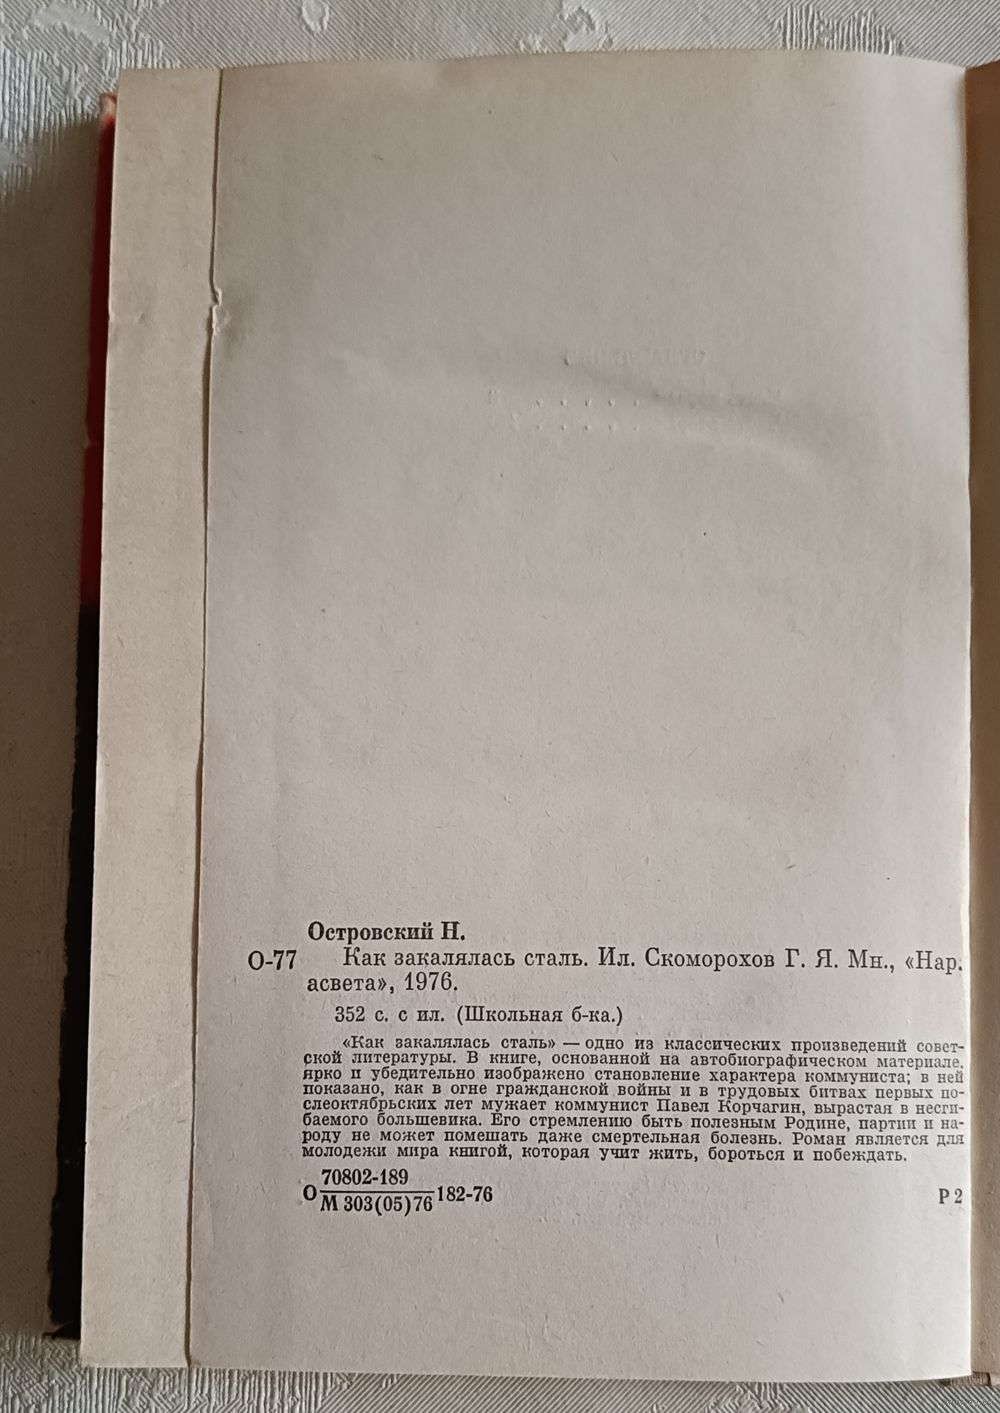 Островский Н.
О-77 Как закалялась сталь. Ил. Скоморохов Г. Я. Мн., «Нар.
асвета», 1976.
352 с. с ил. (Школьная б-ка.)
«Как закалялась сталь» — одно из классических произведений совет-
ской литературы. В книге, основанной на автобиографическом материале,
ярко и убедительно изображено становление характера коммуниста; в ней
показано, как в огне гражданской войны и в трудовых битвах первых по-
слеоктябрьских лет мужает коммунист Павел Корчагин, вырастая в несги-
баемого большевика. Его стремлению быть полезным Родине, партии и на-
роду не может помешать даже смертельная болезнь. Роман является для
молодежи мира книгой, которая учит жить, бороться и побеждать.
70802-189
О 182-76
М 303(05)76
Р 2